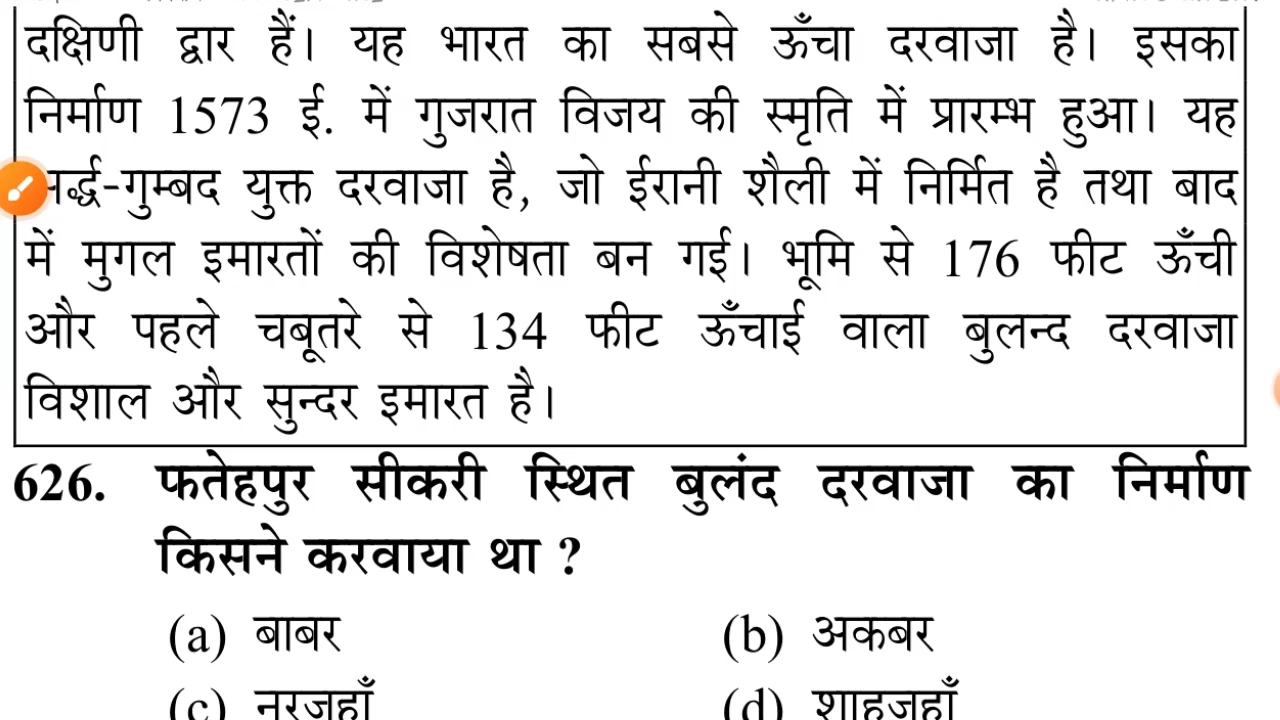 दक्षिणी द्वार हैं। यह भारत का सबसे ऊँचा दरवाजा है। इसका
निर्माण 1573 ई. में गुजरात विजय की स्मृति में प्रारम्भ हुआ। यह
गुम्बद युक्त दरवाजा है, जो ईरानी शैली में निर्मित है तथा बाद
में मुगल इमारतों की विशेषता बन गई। भूमि से 176 फीट ऊँची
और पहले चबूतरे से 134 फीट ऊँचाई वाला बुलन्द दरवाजा
विशाल और सुन्दर इमारत है।
626. फतेहपुर सीकरी स्थित बुलंद दरवाजा का निर्माण
किसने करवाया था ?
(a) बाबर (b) अकबर
(c) नूरजहाँ (d) शाहजहाँ